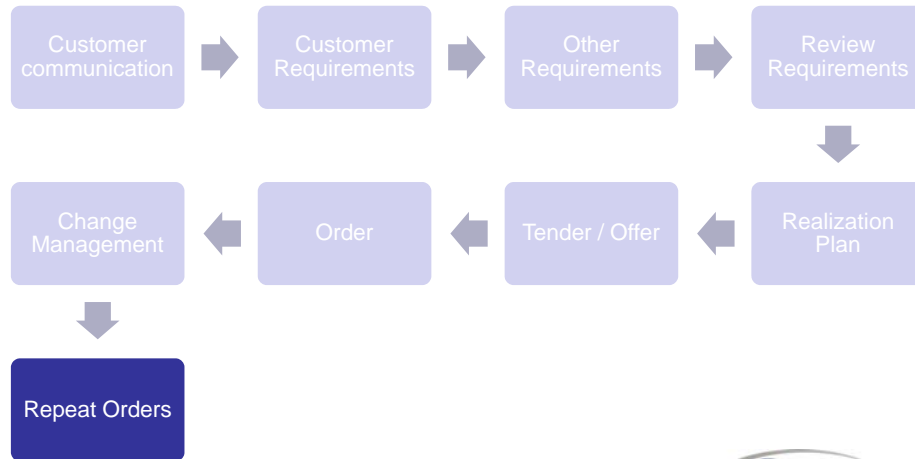 Customer
communication
Customer
Requirements
Other
Requirements
Review
Requirements
Change
Management
Order
Tender / Offer
Realization
Plan
Repeat Orders